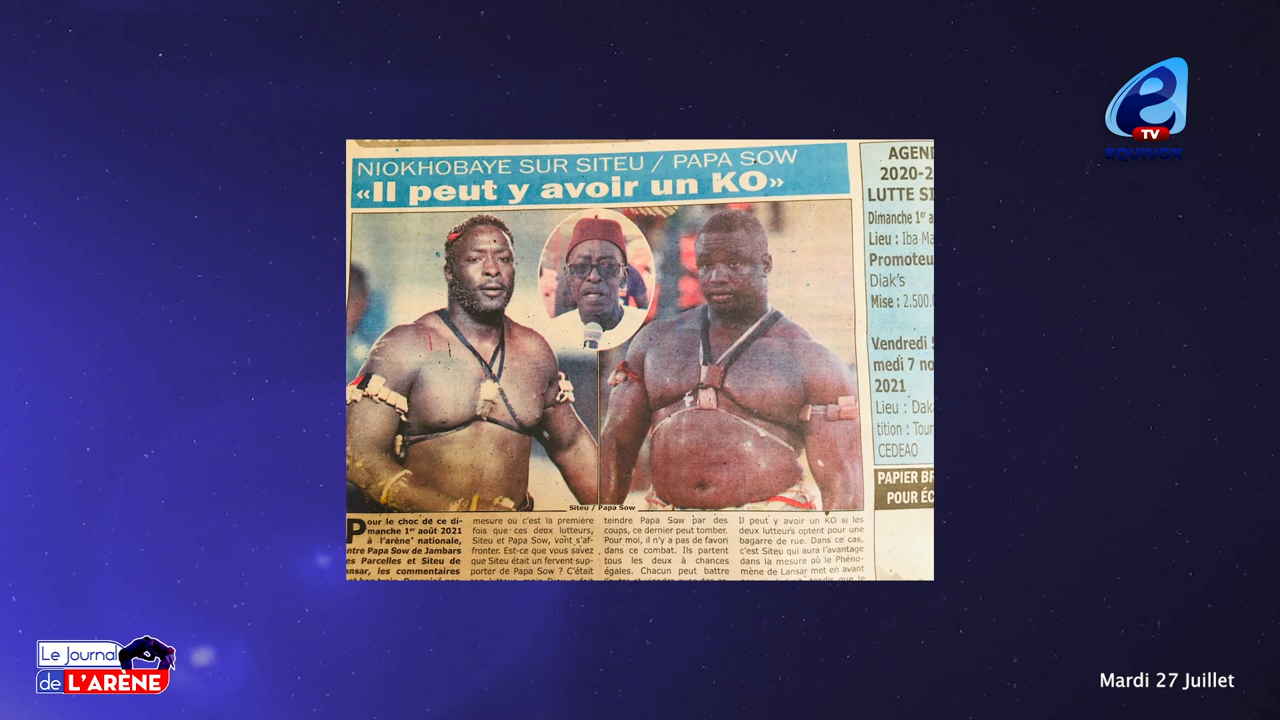 e
TV
EQUIVOX
NIOKHOBAYE SUR SITEU / PAPA SOW
«Il peut y avoir un KO»
Siteu / Papa Sow
Pour le choc de ce di-
manche 1er août 2021
à l'arène nationale,
ntre Papa Sow de Jambars
es Parcelles et Siteu de
ansar, les commentaires
mesure où c'est la première
fois que ces deux lutteurs,
Siteu et Papa Sow, vont s'af-
fronter. Est-ce que vous savez
que Siteu était un fervent sup-
porter de Papa Sow ? C'était
teindre Papa Sow par des
coups, ce dernier peut tomber.
Pour moi, il n'y a pas de favori
dans ce combat. Ils partent
tous les deux à chances
égales. Chacun peut battre
Il peut y avoir un KO si les
deux lutteurs optent pour une
bagarre de rue. Dans ce cas,
c'est Siteu qui aura l'avantage
dans la mesure où le Phéno-
mène de Lansar met en avant
AGEN
2020-2
LUTTE SI
Dimanche 1er a
Lieu : Iba Ma
Promoteu
Diak's
Mise : 2.500.
Vendredi
medi 7 no
2021
Lieu : Dak
tition : Tour
CEDEAO
PAPIER BR
POUR ÉC
Le Journal
de L'ARÈNE
Mardi 27 Juillet